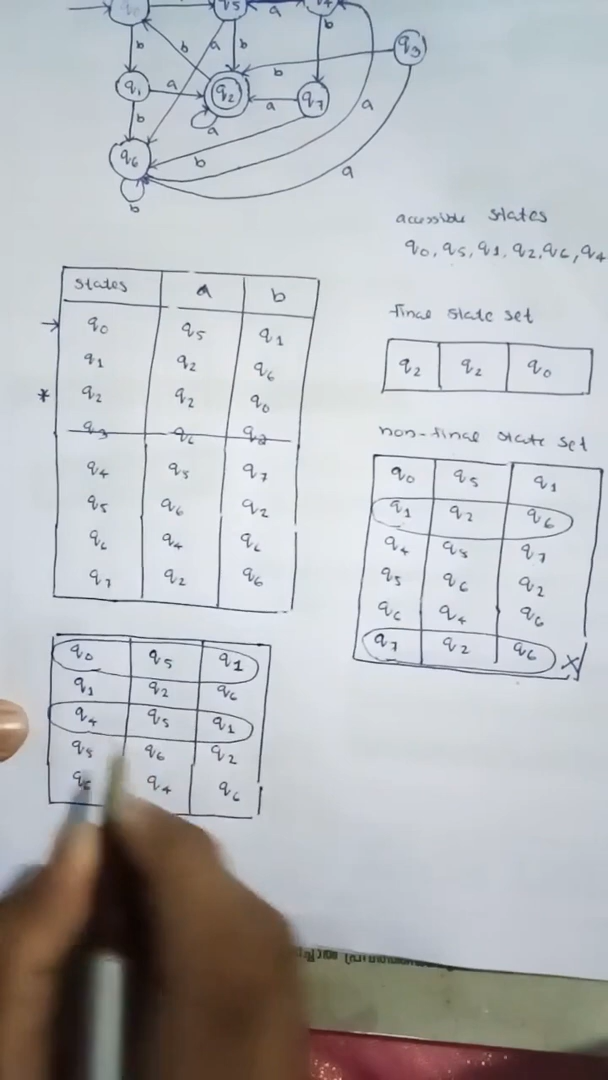 q0 q5 q4
a
b b a b b
q3
q1 a q2 a q7
b a a
b
q6 a
b
accessible states
q0, q5, q1, q2, q6, q4
states a b
→ q0 q5 q1
q1 q2 q6
* q2 q2 q0
q3 q6 q2
q4 q5 q7
q5 q6 q2
q6 q4 q6
q7 q2 q6
final state set
q2 q2 q0
non-final state set
q0 q5 q1
q1 q2 q6
q4 q5 q7
q5 q6 q2
q6 q4 q6
q7 q2 q6 X
q0 q5 q1
q1 q2 q6
q4 q5 q1
q5 q6 q2
q6 q4 q6